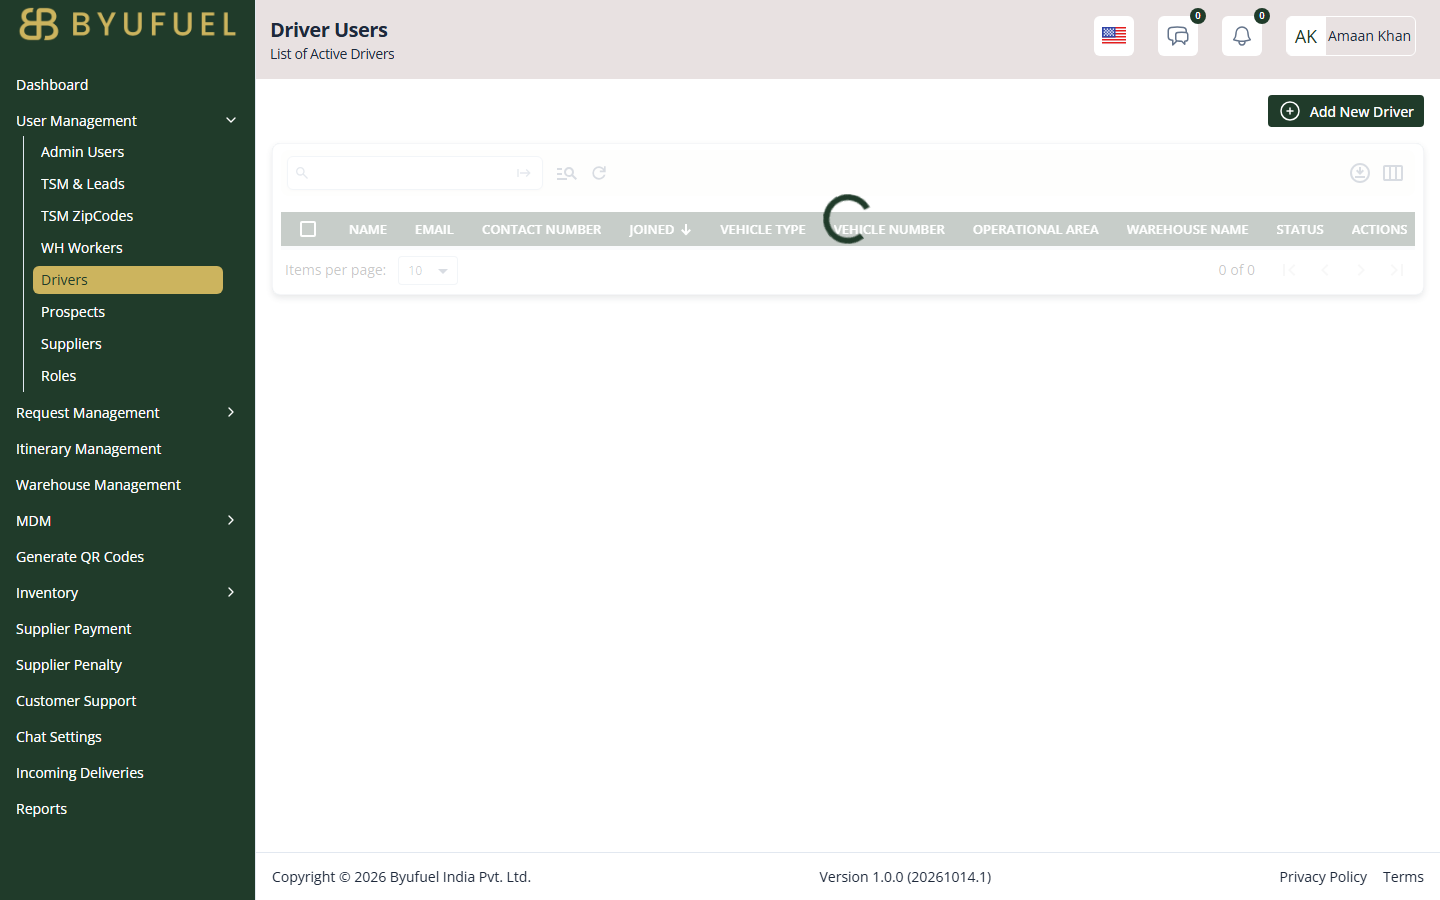 BYUFUEL
Dashboard
User Management
Admin Users
TSM & Leads
TSM ZipCodes
WH Workers
Drivers
Prospects
Suppliers
Roles
Request Management
Itinerary Management
Warehouse Management
MDM
Generate QR Codes
Inventory
Supplier Payment
Supplier Penalty
Customer Support
Chat Settings
Incoming Deliveries
Reports
Driver Users
List of Active Drivers
0
0
AK Amaan Khan
Add New Driver
NAME EMAIL CONTACT NUMBER JOINED VEHICLE TYPE VEHICLE NUMBER OPERATIONAL AREA WAREHOUSE NAME STATUS ACTIONS
Items per page: 10 0 of 0
Copyright © 2026 Byufuel India Pvt. Ltd. Version 1.0.0 (20261014.1) Privacy Policy Terms